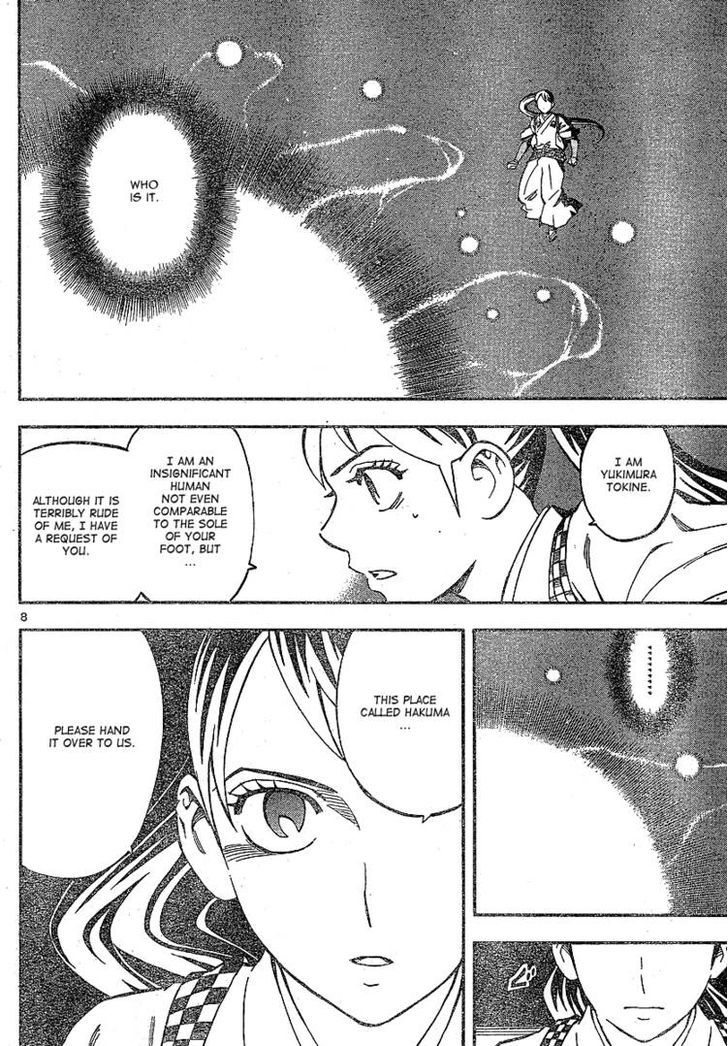 WHO
IS IT.
I AM
YUKIMURA
TOKINE.
I AM AN
INSIGNIFICANT
HUMAN
NOT EVEN
COMPARABLE
TO THE SOLE
OF YOUR
FOOT, BUT
...
ALTHOUGH IT IS
TERRIBLY RUDE
OF ME, I HAVE
A REQUEST OF
YOU.
8
.........
THIS PLACE
CALLED HAKUMA
...
PLEASE HAND
IT OVER TO US.